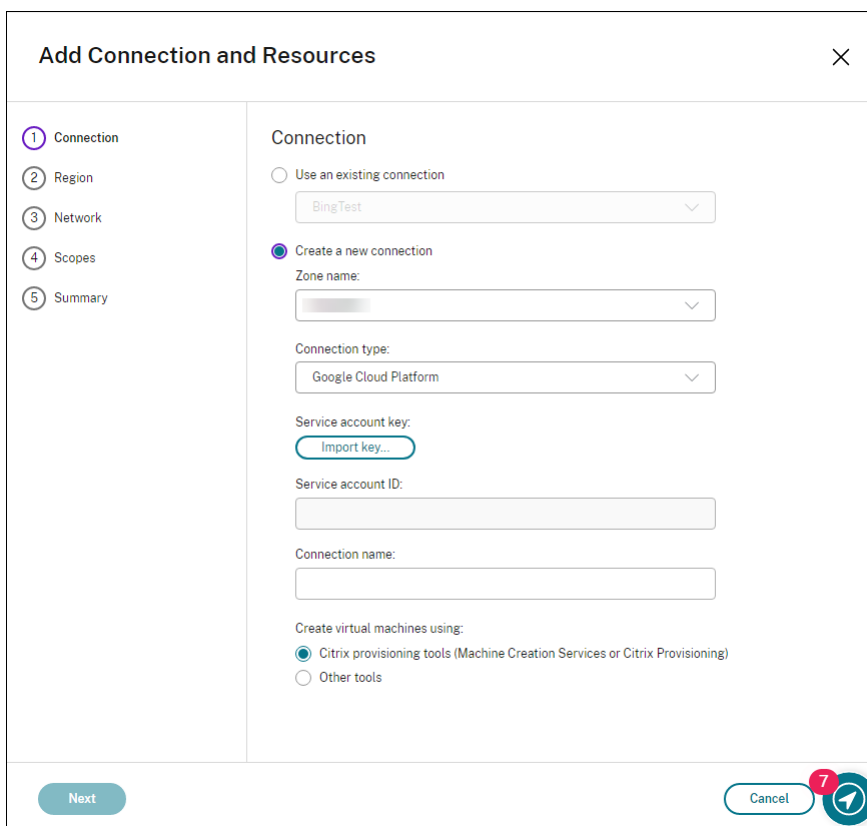 Add Connection and Resources
1 Connection
2 Region
3 Network
4 Scopes
5 Summary
Connection
Use an existing connection
BingTest
Create a new connection
Zone name:
Connection type:
Google Cloud Platform
Service account key:
Import key...
Service account ID:
Connection name:
Create virtual machines using:
Citrix provisioning tools (Machine Creation Services or Citrix Provisioning)
Other tools
Next
Cancel
7